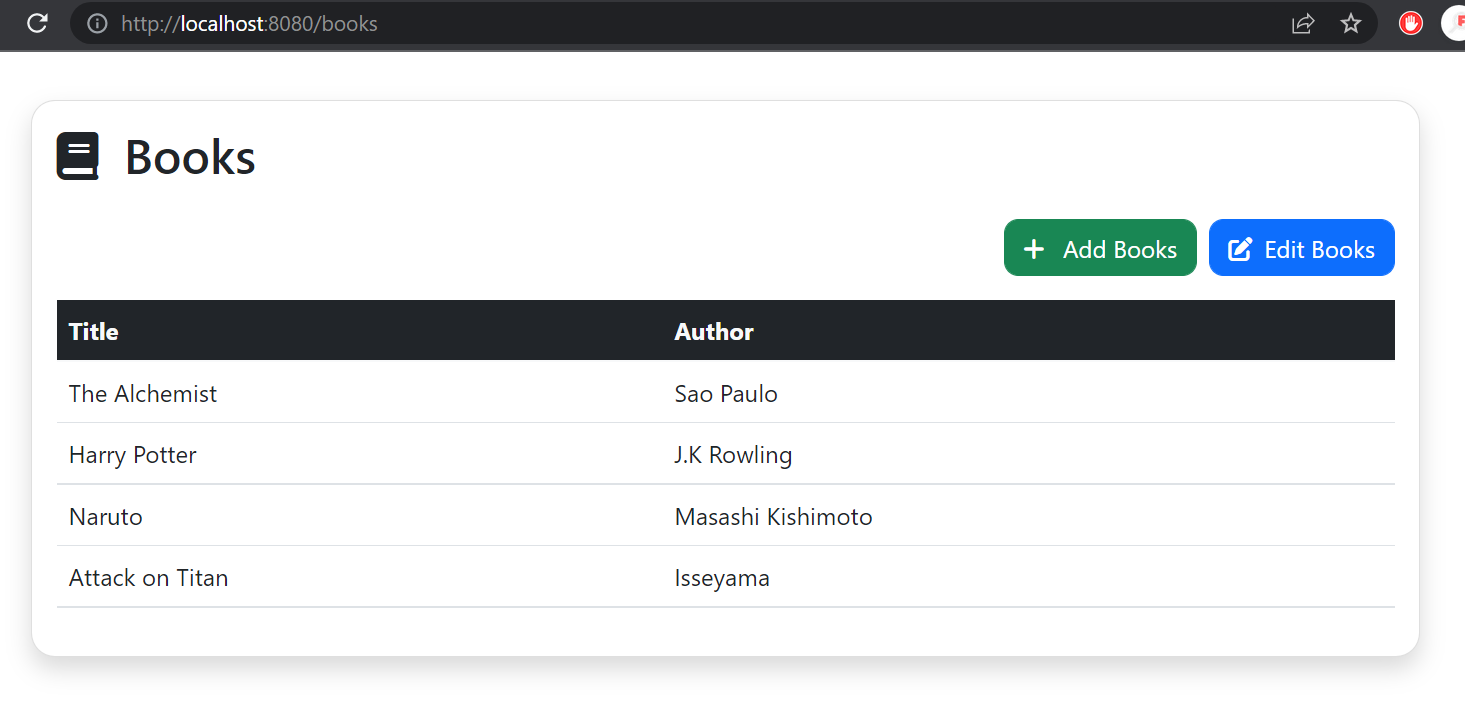 http://localhost:8080/books
Books
Add Books
Edit Books
Title Author
The Alchemist Sao Paulo
Harry Potter J.K Rowling
Naruto Masashi Kishimoto
Attack on Titan Isseyama